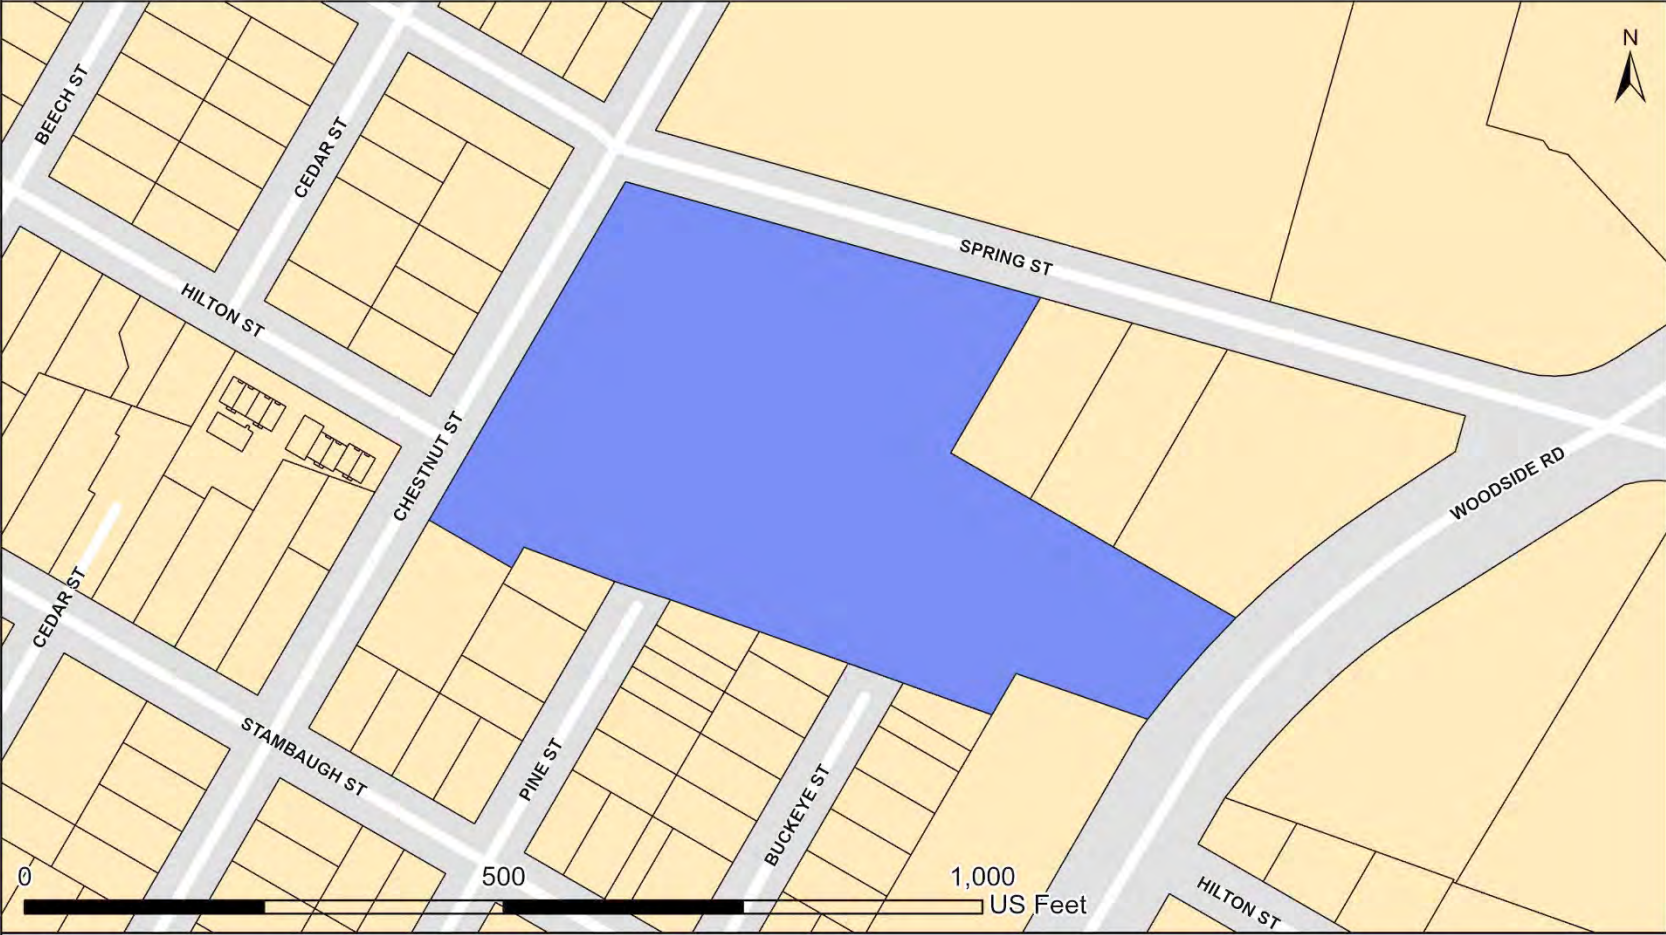 N
BEECH ST
CEDAR ST
SPRING ST
HILTON ST
CHESTNUT ST
WOODSIDE RD
CEDAR ST
STAMBAUGH ST
PINE ST
BUCKEYE ST
HILTON ST
0 500 1,000
US Feet